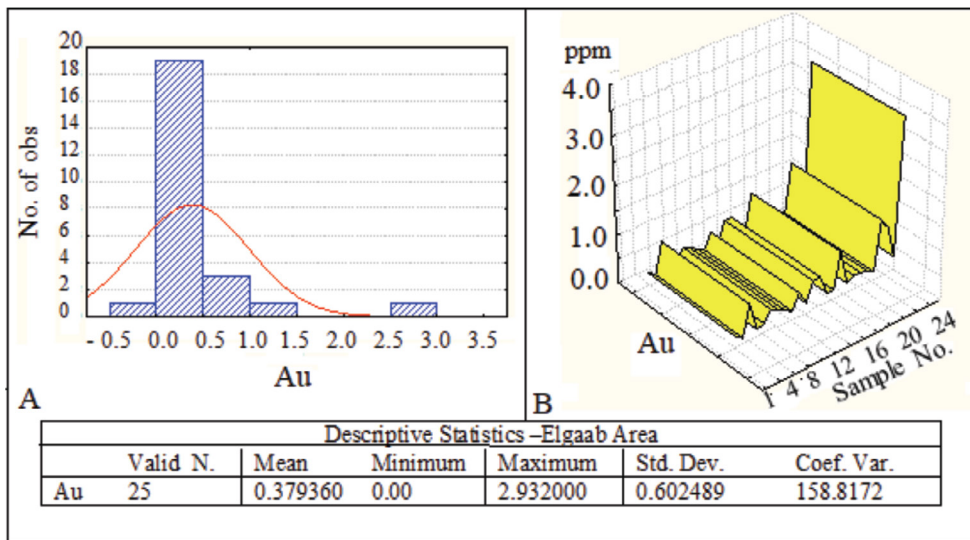 20
18
16
14
12
10
8
6
4
2
0
No. of obs
- 0.5 0.0 0.5 1.0 1.5 2.0 2.5 3.0 3.5
Au
A
ppm
4.0
3.0
2.0
1.0
0.0
Au
1 4 8 12 16 20 24
Sample No.
B
Descriptive Statistics –Elgaab Area
Valid N. Mean Minimum Maximum Std. Dev. Coef. Var.
Au 25 0.379360 0.00 2.932000 0.602489 158.8172